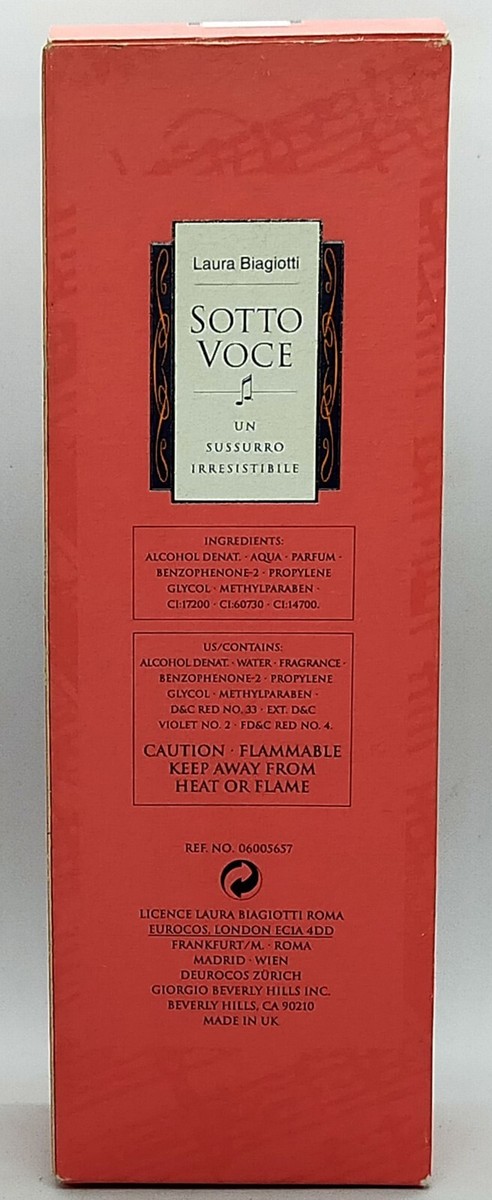 Laura Biagiotti
SOTTO
VOCE
UN
SUSSURRO
IRRESISTIBILE
INGREDIENTS:
ALCOHOL DENAT. · AQUA · PARFUM ·
BENZOPHENONE-2 · PROPYLENE
GLYCOL · METHYLPARABEN ·
CI:17200 · CI:60730 · CI:14700.
US/CONTAINS:
ALCOHOL DENAT. · WATER · FRAGRANCE ·
BENZOPHENONE-2 · PROPYLENE
GLYCOL · METHYLPARABEN ·
D&C RED NO. 33 · EXT. D&C
VIOLET NO. 2 · FD&C RED NO. 4.
CAUTION · FLAMMABLE
KEEP AWAY FROM
HEAT OR FLAME
REF. NO. 06005657
LICENCE LAURA BIAGIOTTI ROMA
EUROCOS, LONDON ECIA 4DD
FRANKFURT/M. · ROMA
MADRID · WIEN
DEUROCOS ZÜRICH
GIORGIO BEVERLY HILLS INC.
BEVERLY HILLS, CA 90210
MADE IN UK